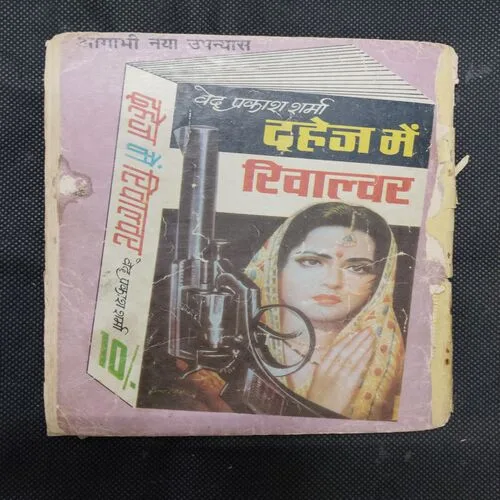 आगामी नया उपन्यास
वेद प्रकाश शर्मा
दहेज में
रिवाल्वर
दहेज में रिवाल्वर
वेद प्रकाश शर्मा
10/